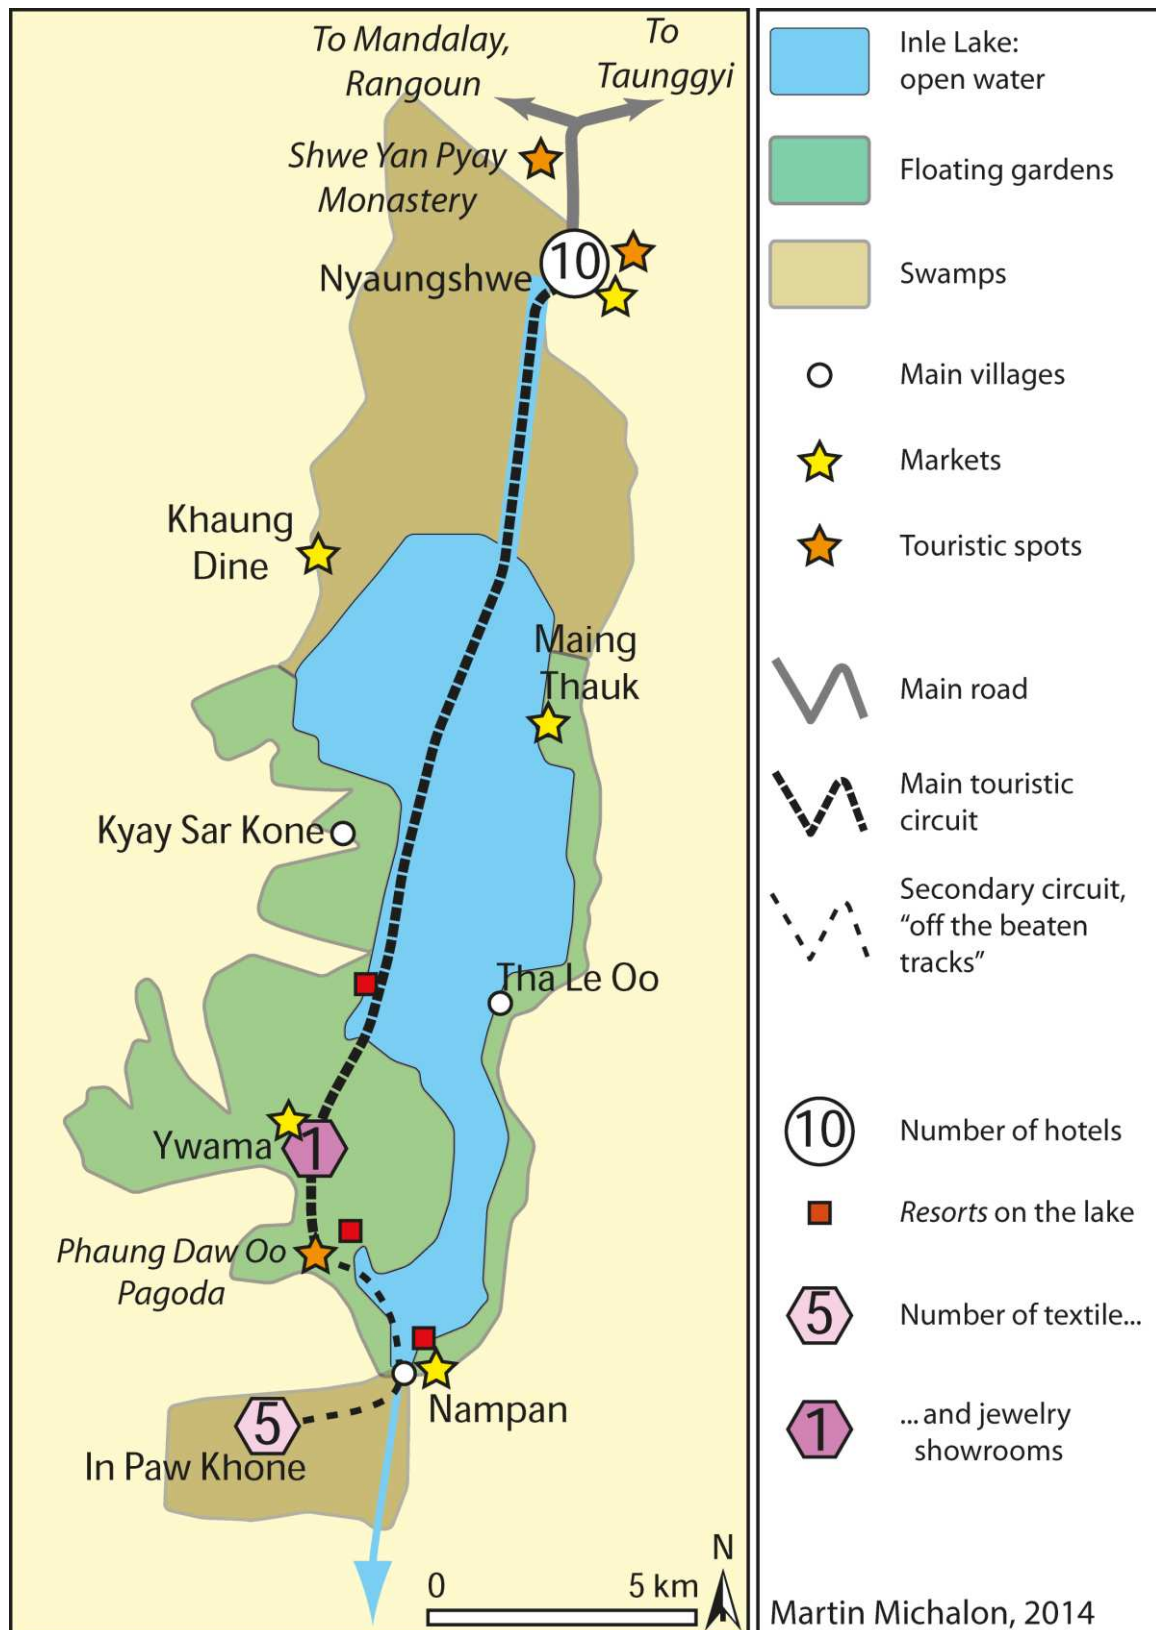 To Mandalay,
Rangoun
To
Taunggyi
Shwe Yan Pyay
Monastery
Nyaungshwe
10
Khaung
Dine
Maing
Thauk
Kyay Sar Kone
Tha Le Oo
Ywama
1
Phaung Daw Oo
Pagoda
Nampan
5
In Paw Khone
0
5 km
N
Inle Lake:
open water
Floating gardens
Swamps
Main villages
Markets
Touristic spots
Main road
Main touristic
circuit
Secondary circuit,
“off the beaten
tracks”
10
Number of hotels
Resorts on the lake
5
Number of textile...
1
...and jewelry
showrooms
Martin Michalon, 2014